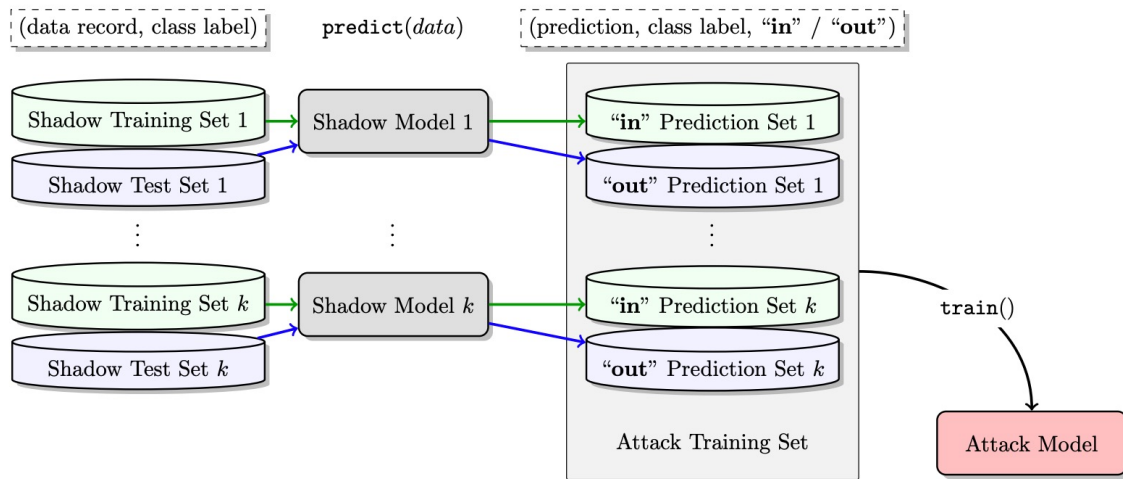 (data record, class label)
predict(data)
(prediction, class label, “in” / “out”)
Shadow Training Set 1
Shadow Model 1
“in” Prediction Set 1
Shadow Test Set 1
“out” Prediction Set 1
⋮
⋮
⋮
Shadow Training Set k
Shadow Model k
“in” Prediction Set k
train()
Shadow Test Set k
“out” Prediction Set k
Attack Training Set
Attack Model